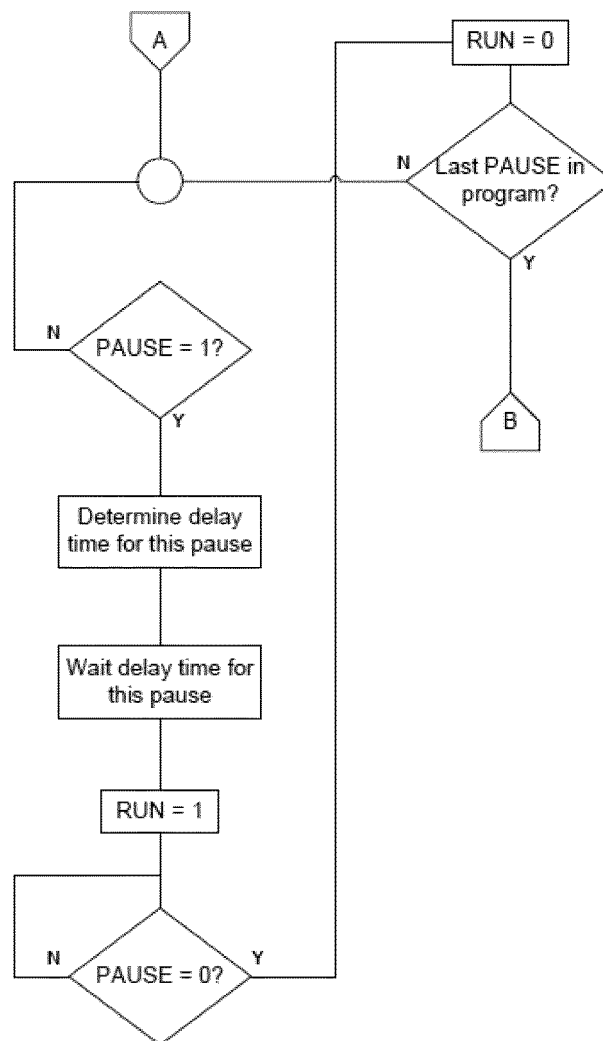 A
N
PAUSE = 1?
Y
Determine delay
time for this pause
Wait delay time for
this pause
RUN = 1
N
PAUSE = 0?
Y
RUN = 0
N
Last PAUSE in
program?
Y
B